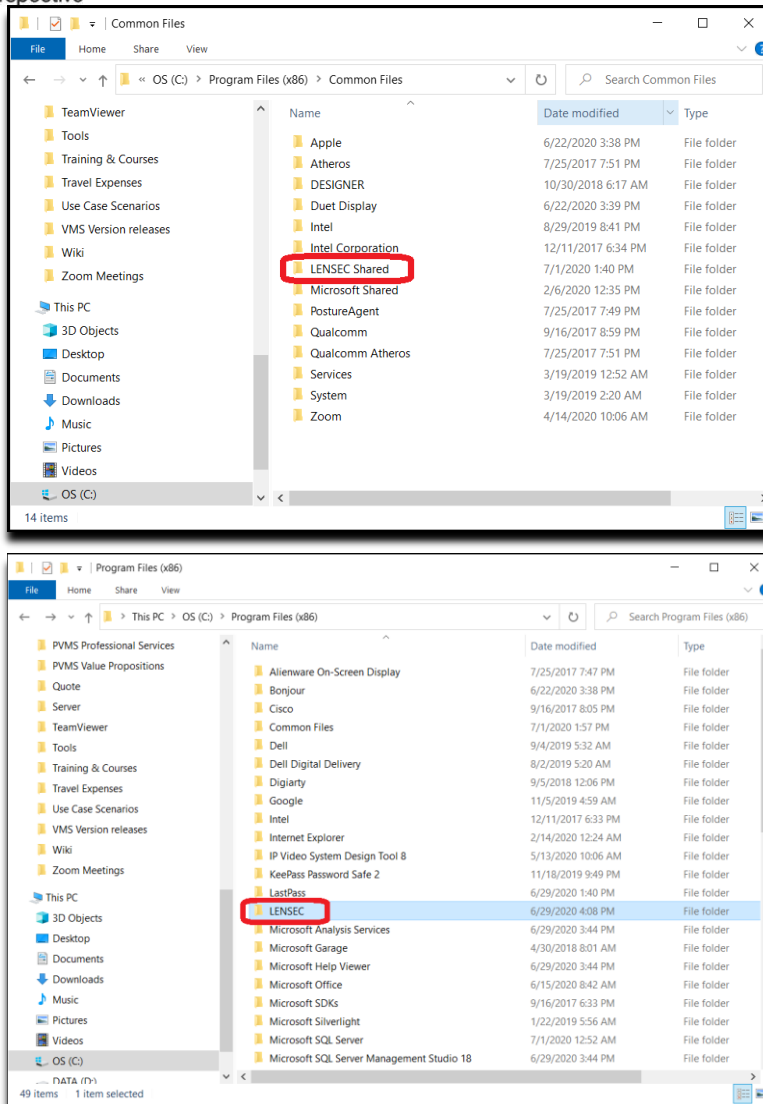 Common Files
File Home Share View
« OS (C:) > Program Files (x86) > Common Files Search Common Files
Name Date modified Type
TeamViewer
Tools
Training & Courses
Travel Expenses
Use Case Scenarios
VMS Version releases
Wiki
Zoom Meetings
This PC
3D Objects
Desktop
Documents
Downloads
Music
Pictures
Videos
OS (C:)
Apple 6/22/2020 3:38 PM File folder
Atheros 7/25/2017 7:51 PM File folder
DESIGNER 10/30/2018 6:17 AM File folder
Duet Display 6/22/2020 3:39 PM File folder
Intel 8/29/2019 8:41 PM File folder
Intel Corporation 12/11/2017 6:34 PM File folder
LENSEC Shared 7/1/2020 1:40 PM File folder
Microsoft Shared 2/6/2020 12:35 PM File folder
PostureAgent 7/25/2017 7:49 PM File folder
Qualcomm 9/16/2017 8:59 PM File folder
Qualcomm Atheros 7/25/2017 7:51 PM File folder
Services 3/19/2019 12:52 AM File folder
System 3/19/2019 2:20 AM File folder
Zoom 4/14/2020 10:06 AM File folder
14 items
Program Files (x86)
File Home Share View
> This PC > OS (C:) > Program Files (x86) Search Program Files (x86)
Name Date modified Type
PVMS Professional Services
PVMS Value Propositions
Quote
Server
TeamViewer
Tools
Training & Courses
Travel Expenses
Use Case Scenarios
VMS Version releases
Wiki
Zoom Meetings
This PC
3D Objects
Desktop
Documents
Downloads
Music
Pictures
Videos
OS (C:)
DATA (D:)
Alienware On-Screen Display 7/25/2017 7:47 PM File folder
Bonjour 6/22/2020 3:38 PM File folder
Cisco 9/16/2017 8:05 PM File folder
Common Files 7/1/2020 1:57 PM File folder
Dell 9/4/2019 5:32 AM File folder
Dell Digital Delivery 8/2/2019 5:20 AM File folder
Digiarty 9/5/2018 12:06 PM File folder
Google 11/5/2019 4:59 AM File folder
Intel 12/11/2017 6:33 PM File folder
Internet Explorer 2/14/2020 12:24 AM File folder
IP Video System Design Tool 8 5/13/2020 10:06 AM File folder
KeePass Password Safe 2 11/18/2019 9:49 PM File folder
LastPass 6/29/2020 1:40 PM File folder
LENSEC 6/29/2020 4:08 PM File folder
Microsoft Analysis Services 6/29/2020 3:44 PM File folder
Microsoft Garage 4/30/2018 8:01 AM File folder
Microsoft Help Viewer 6/29/2020 3:44 PM File folder
Microsoft Office 6/15/2020 8:42 AM File folder
Microsoft SDKs 9/16/2017 6:33 PM File folder
Microsoft Silverlight 1/22/2019 5:56 AM File folder
Microsoft SQL Server 7/1/2020 12:52 AM File folder
Microsoft SQL Server Management Studio 18 6/29/2020 3:44 PM File folder
49 items 1 item selected